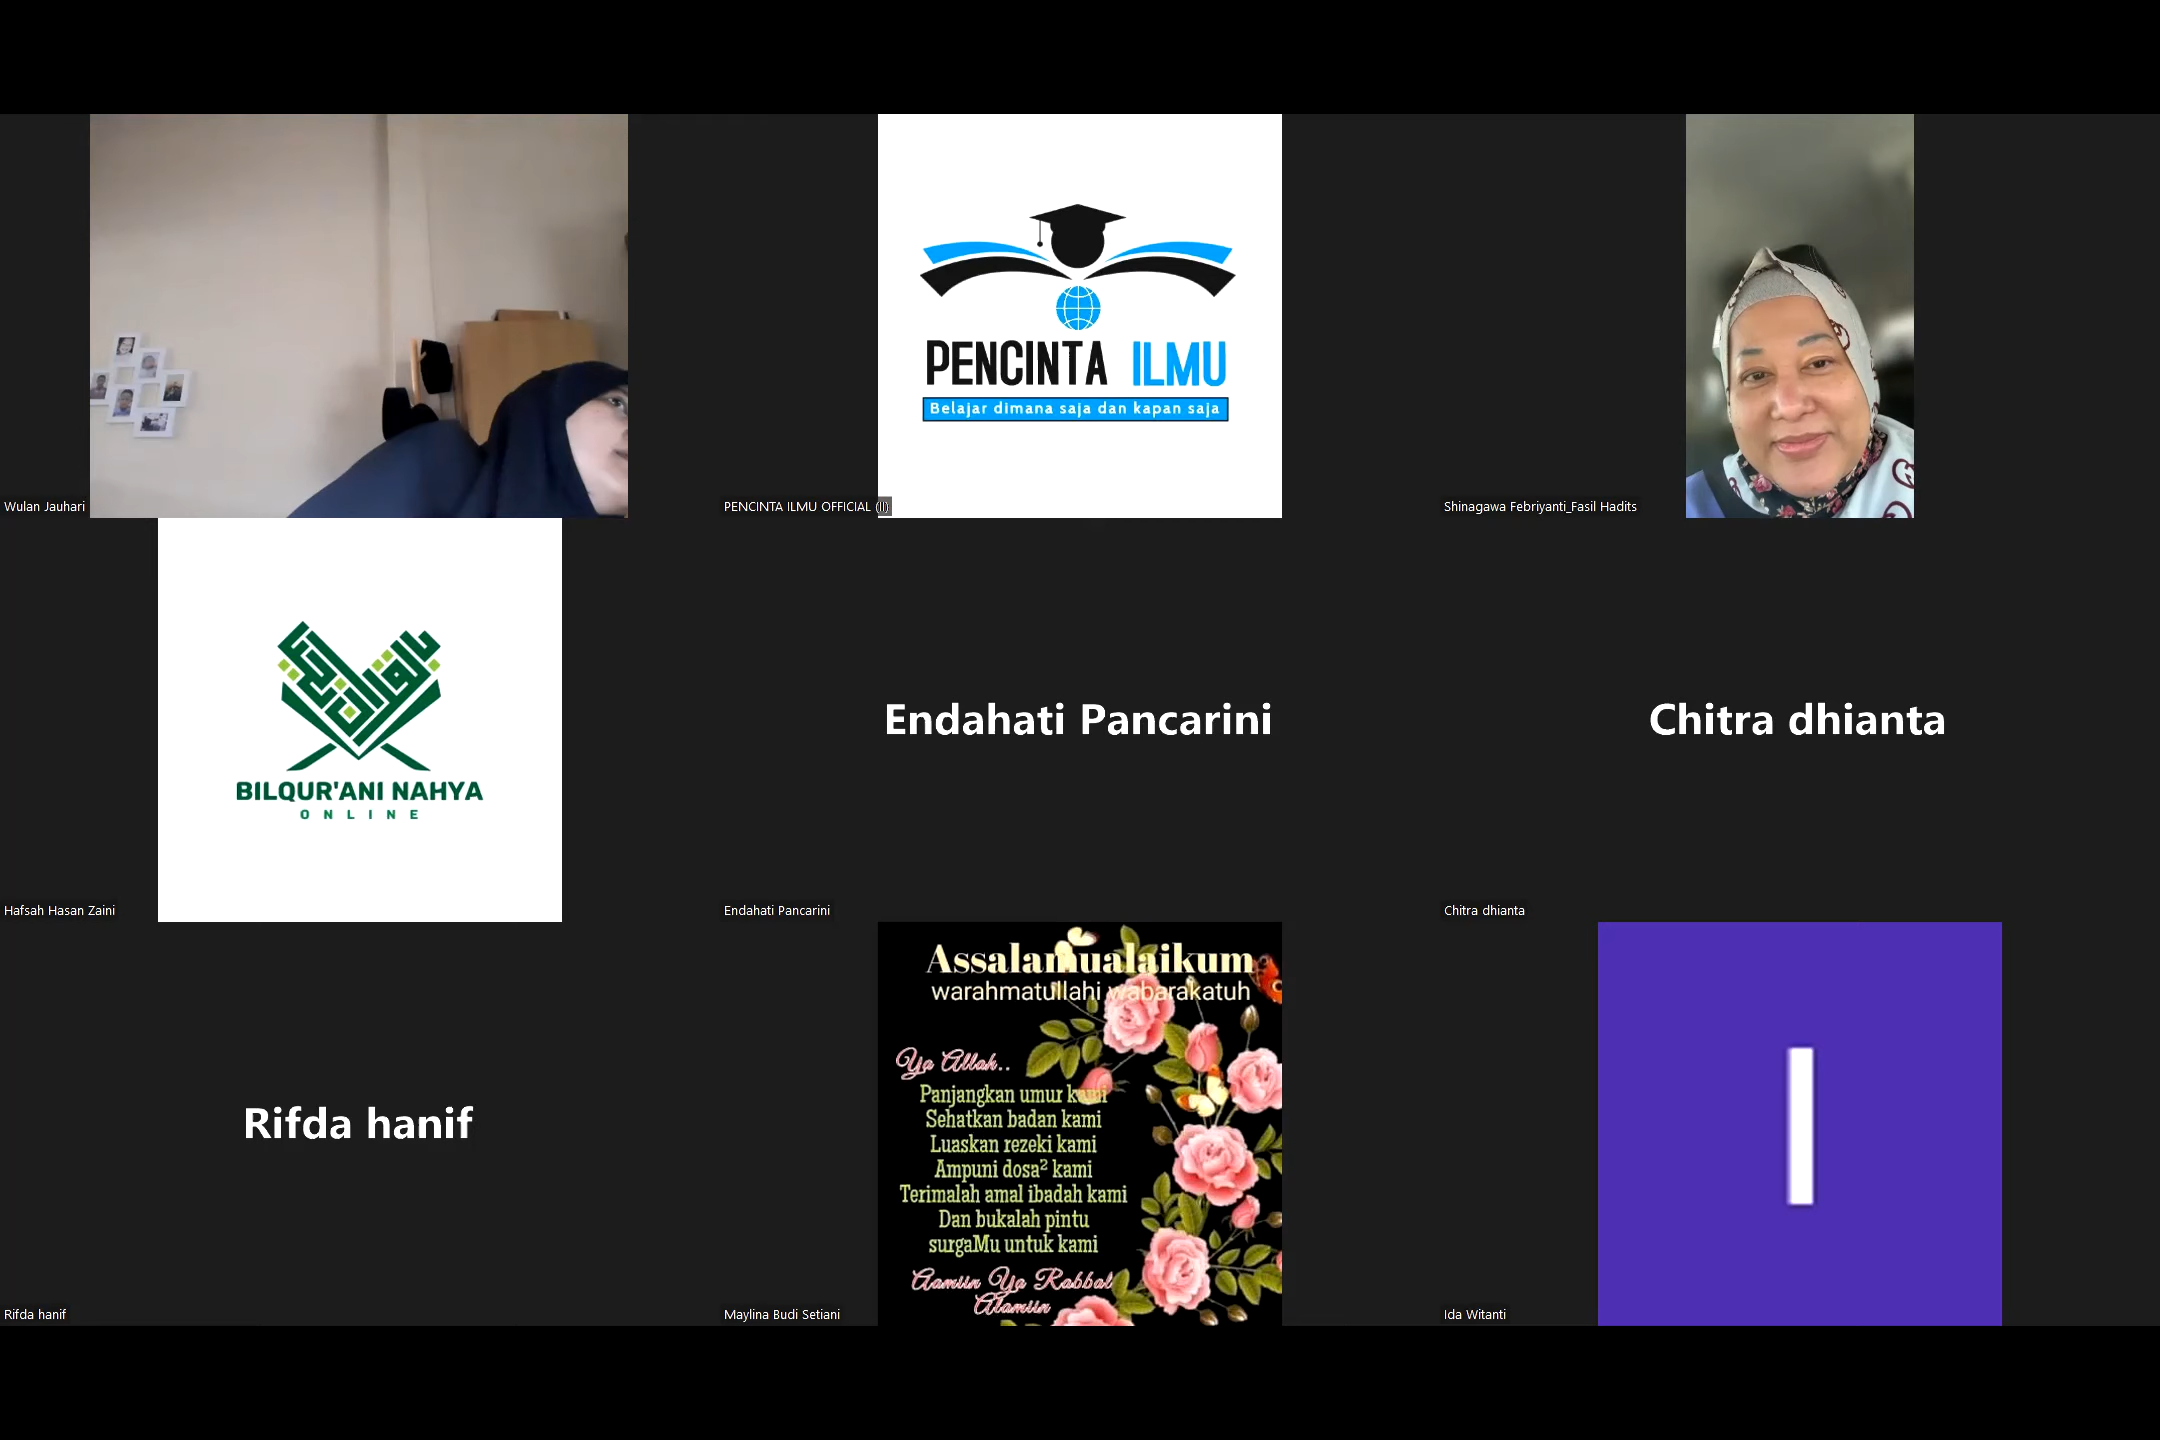 Wulan Jauhari
PENCINTA ILMU
Belajar dimana saja dan kapan saja
PENCINTA ILMU OFFICIAL (II)
Shinagawa Febriyanti_Fasil Hadits
BILQUR'ANI NAHYA
ONLINE
Hafsah Hasan Zaini
Endahati Pancarini
Endahati Pancarini
Chitra dhianta
Chitra dhianta
Rifda hanif
Rifda hanif
Assalamualaikum
warahmatullahi wabarakatuh
Ya Allah..
Panjangkan umur kami
Sehatkan badan kami
Luaskan rezeki kami
Ampuni dosa² kami
Terimalah amal ibadah kami
Dan bukalah pintu
surgaMu untuk kami
Aamiin Ya Rabbal
Alamiin
Maylina Budi Setiani
I
Ida Witanti